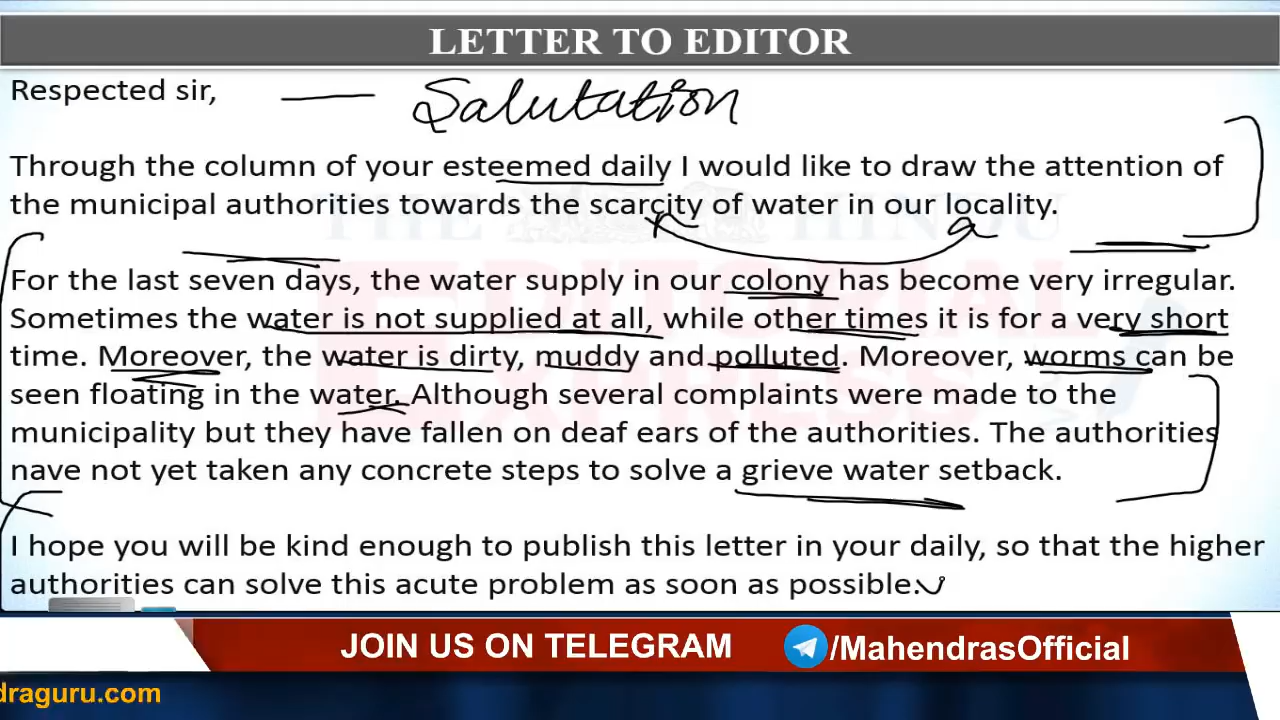 LETTER TO EDITOR
Respected sir,
Salutation
Through the column of your esteemed daily I would like to draw the attention of
the municipal authorities towards the scarcity of water in our locality.
THE HINDU
EDITORIAL
EXPRESS
For the last seven days, the water supply in our colony has become very irregular.
Sometimes the water is not supplied at all, while other times it is for a very short
time. Moreover, the water is dirty, muddy and polluted. Moreover, worms can be
seen floating in the water. Although several complaints were made to the
municipality but they have fallen on deaf ears of the authorities. The authorities
nave not yet taken any concrete steps to solve a grieve water setback.
I hope you will be kind enough to publish this letter in your daily, so that the higher
authorities can solve this acute problem as soon as possible.
JOIN US ON TELEGRAM
/MahendrasOfficial
draguru.com